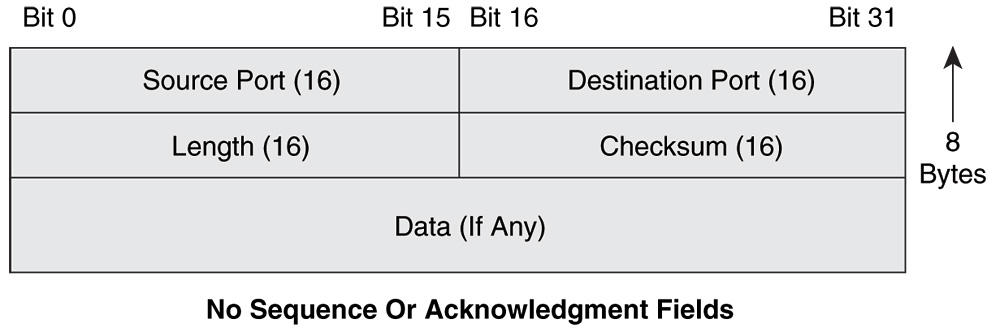 Bit 0 Bit 15 Bit 16 Bit 31
Source Port (16) Destination Port (16)
Length (16) Checksum (16)
8
Bytes
Data (If Any)
No Sequence Or Acknowledgment Fields